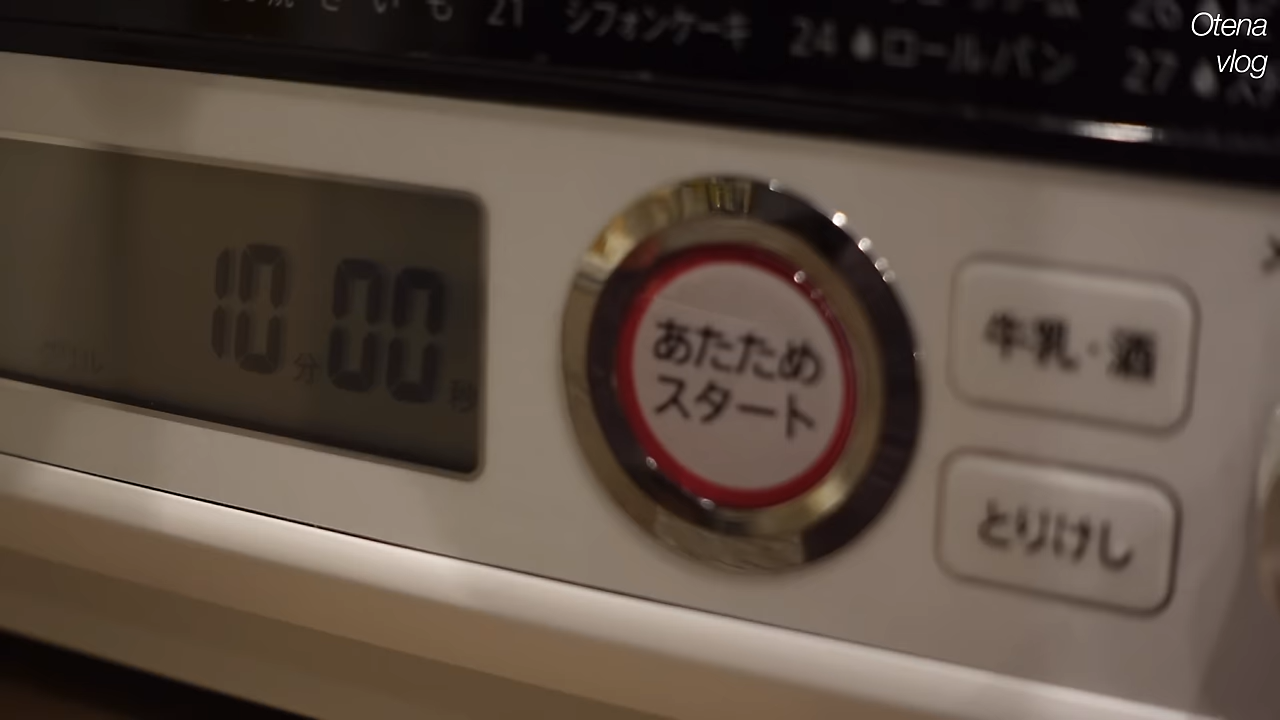 Otena
vlog
21 シフォンケーキ
24 ロールパン
27
10分00秒
あたため
スタート
牛乳・酒
とりけし